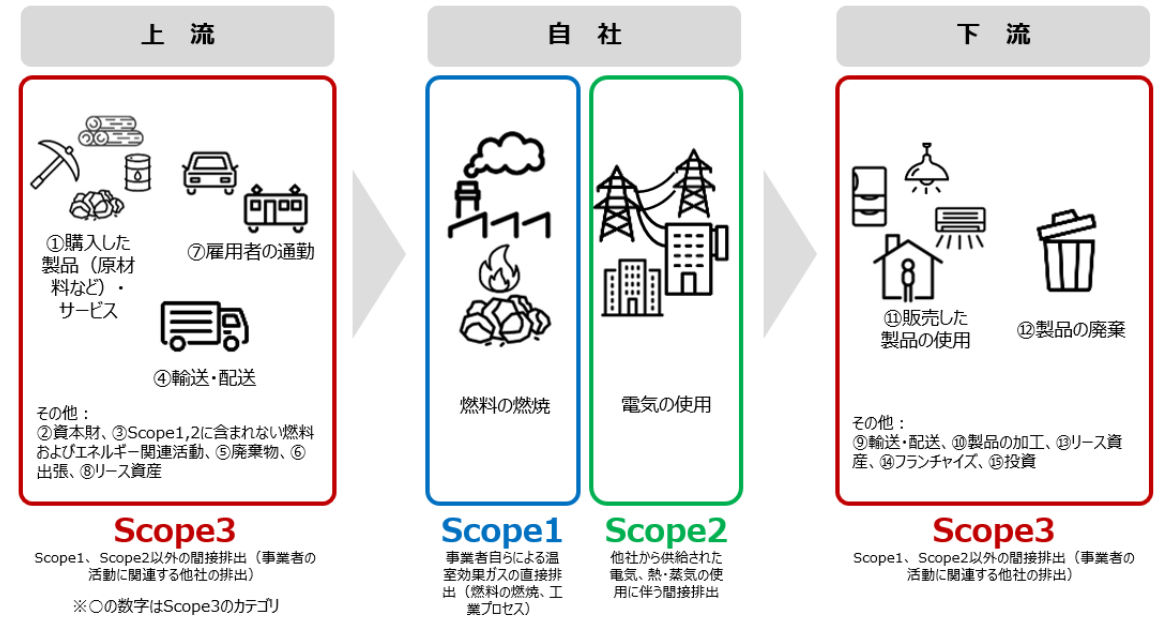 上　流
①購入した
製品（原材
料など）・
サービス
⑦雇用者の通勤
④輸送・配送
その他：
②資本財、③Scope1,2に含まれない燃料
およびエネルギー関連活動、⑤廃棄物、⑥
出張、⑧リース資産
Scope3
Scope1、Scope2以外の間接排出（事業者の
活動に関連する他社の排出）
※○の数字はScope3のカテゴリ
自　社
燃料の燃焼
Scope1
事業者自らによる温
室効果ガスの直接排
出（燃料の燃焼、工
業プロセス）
電気の使用
Scope2
他社から供給された
電気、熱・蒸気の使
用に伴う間接排出
下　流
⑪販売した
製品の使用
⑫製品の廃棄
その他：
⑨輸送・配送、⑩製品の加工、⑬リース資
産、⑭フランチャイズ、⑮投資
Scope3
Scope1、Scope2以外の間接排出（事業者の
活動に関連する他社の排出）